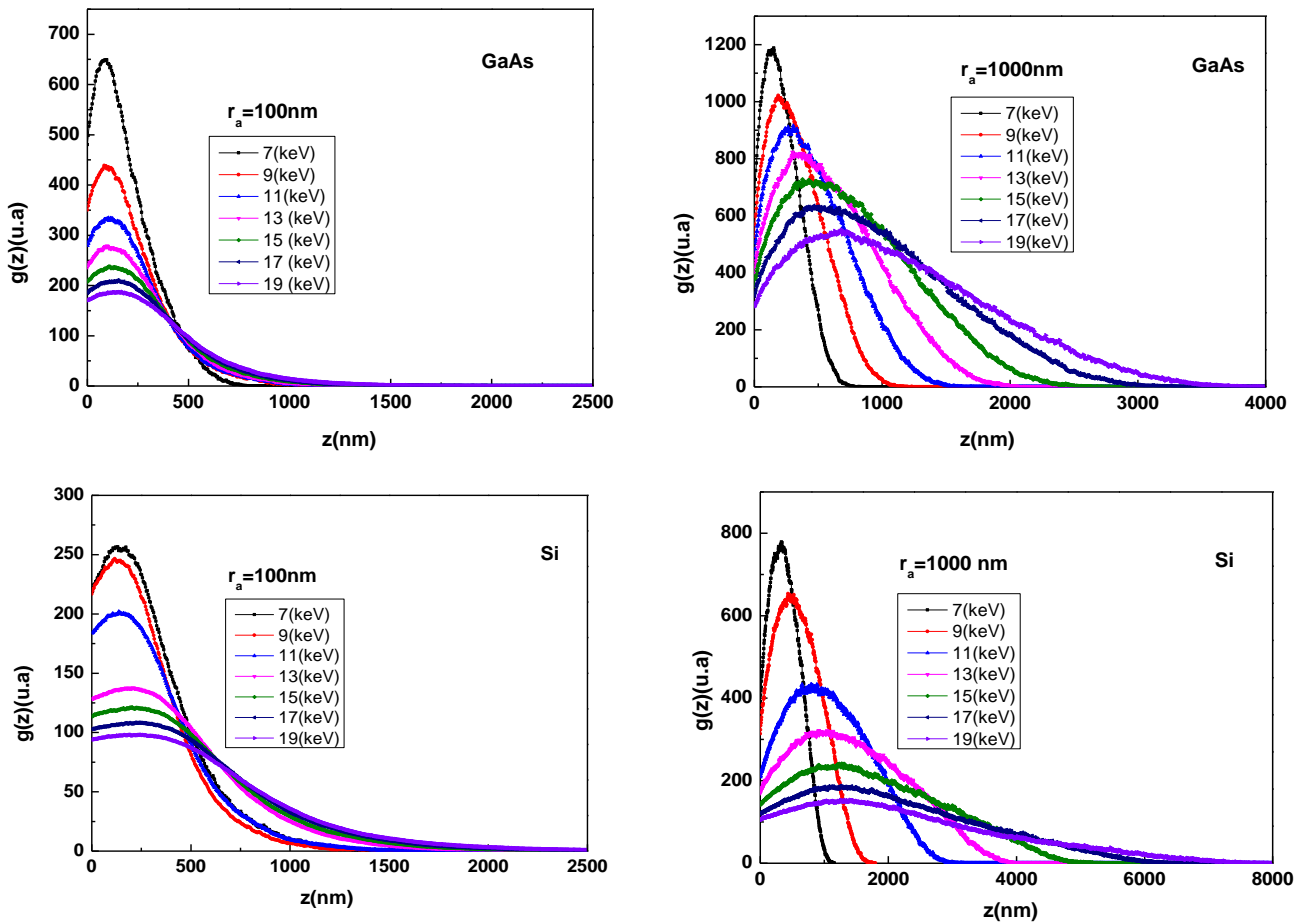 700
600
500
400
300
200
100
0
g(z)(u.a)
GaAs
r_a=100nm
7(keV)
9(keV)
11(keV)
13 (keV)
15 (keV)
17 (keV)
19 (keV)
0 500 1000 1500 2000 2500
z(nm)
1200
1000
800
600
400
200
0
g(z)(u.a)
r_a=1000nm
GaAs
7(keV)
9(keV)
11(keV)
13(keV)
15(keV)
17(keV)
19(keV)
0 1000 2000 3000 4000
z(nm)
300
250
200
150
100
50
0
g(z)(u.a)
Si
r_a=100nm
7(keV)
9(keV)
11(keV)
13(keV)
15(keV)
17(keV)
19(keV)
0 500 1000 1500 2000 2500
z(nm)
800
600
400
200
0
g(z)(u.a)
r_a=1000 nm
Si
7(keV)
9(keV)
11(keV)
13(keV)
15(keV)
17(keV)
19(keV)
0 2000 4000 6000 8000
z(nm)